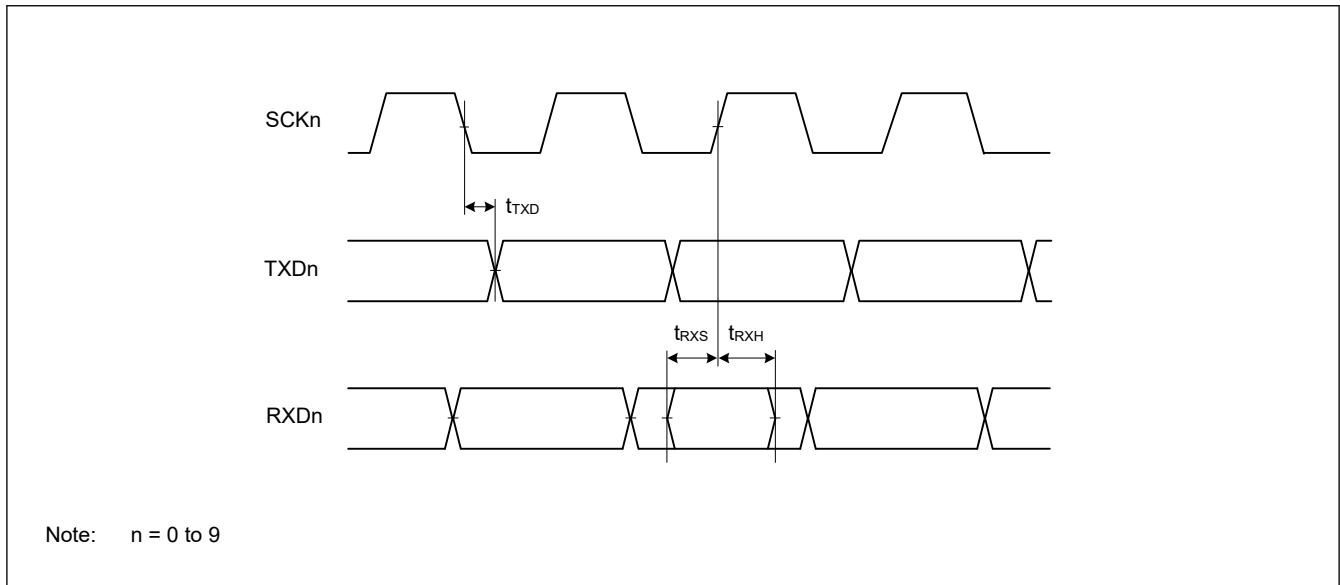 SCKn
tTXD
TXDn
tRXS tRXH
RXDn
Note: n = 0 to 9